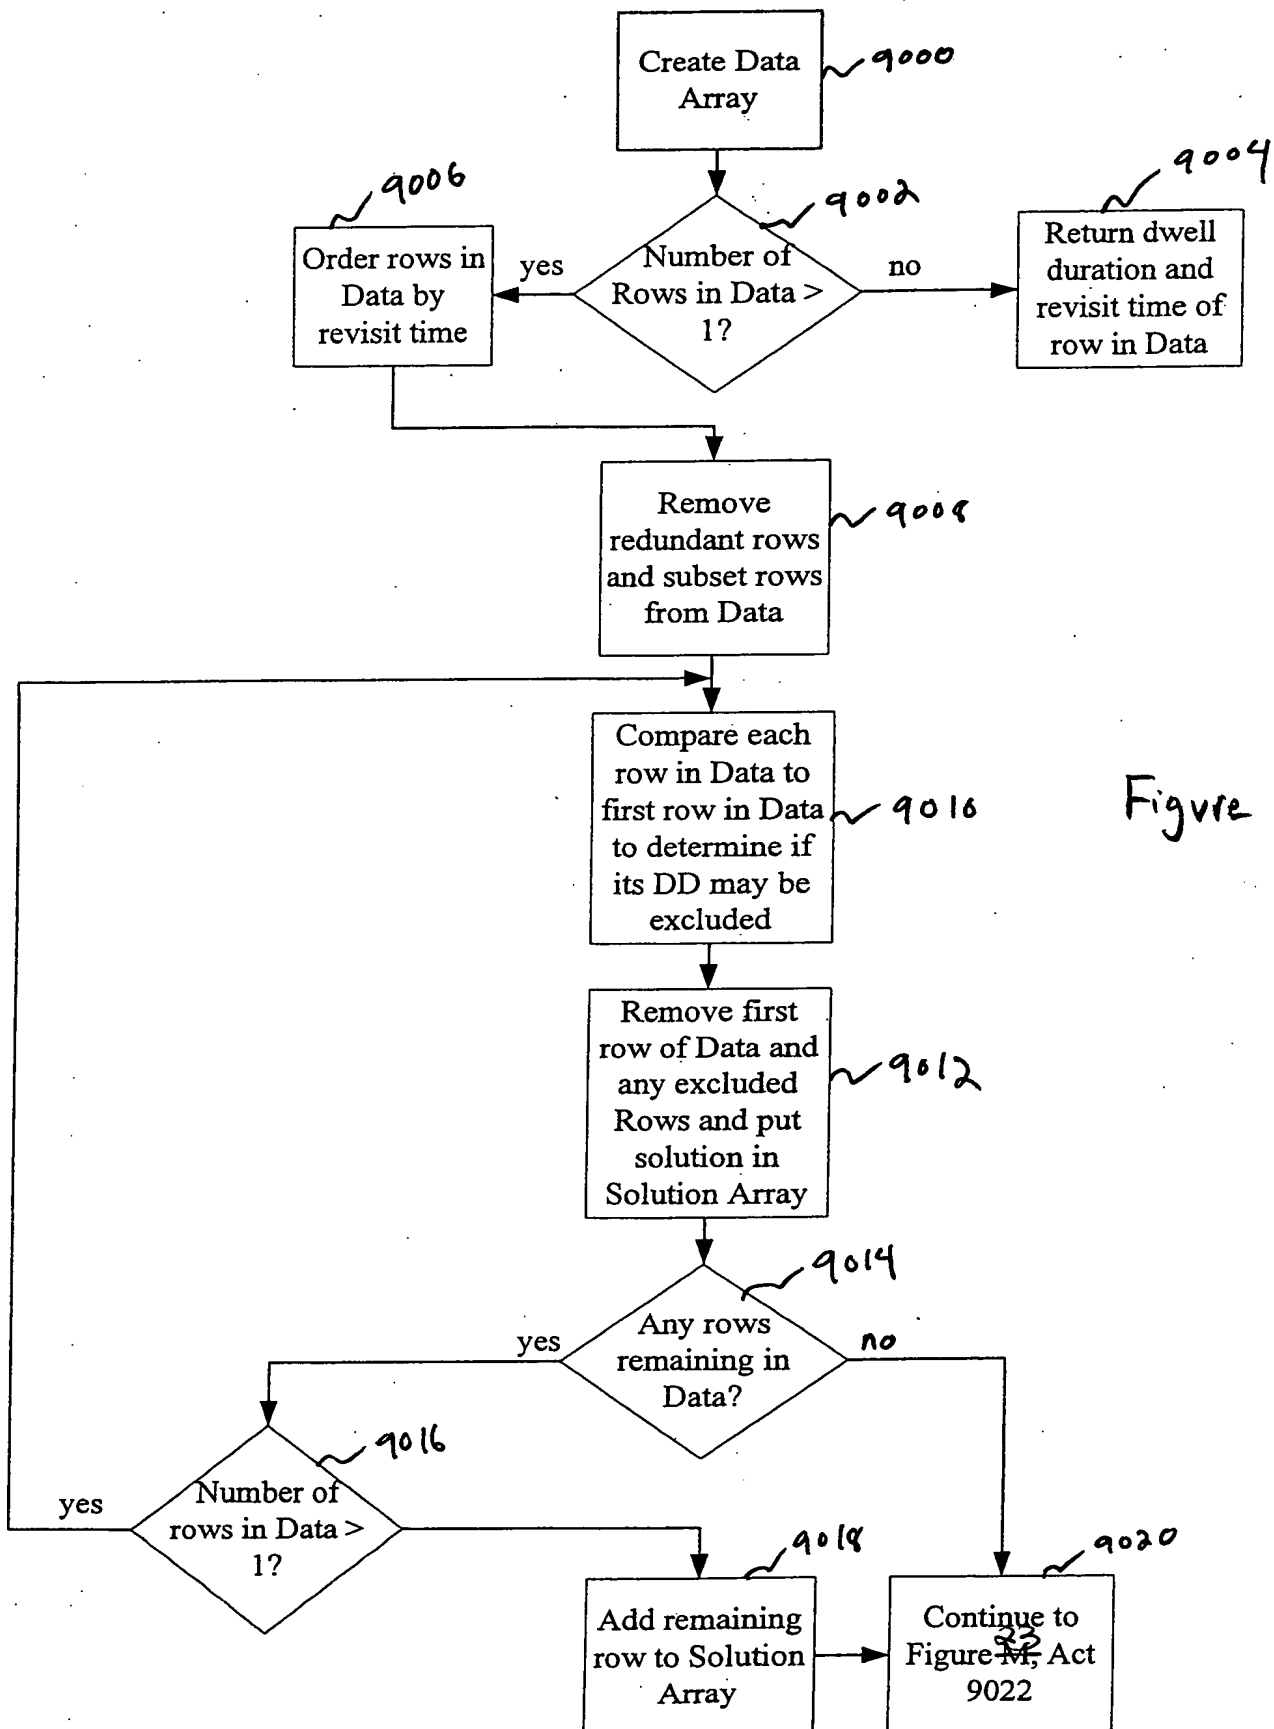 Create Data
Array
9000
9006
9002
9004
Order rows in
Data by
revisit time
yes
Number of
Rows in Data >
1?
no
Return dwell
duration and
revisit time of
row in Data
Remove
redundant rows
and subset rows
from Data
9008
Compare each
row in Data to
first row in Data
to determine if
its DD may be
excluded
9010
Figure
Remove first
row of Data and
any excluded
Rows and put
solution in
Solution Array
9012
9014
yes
Any rows
remaining in
Data?
no
9016
yes
Number of
rows in Data >
1?
9018
9020
Add remaining
row to Solution
Array
Continue to
23
Figure M, Act
9022